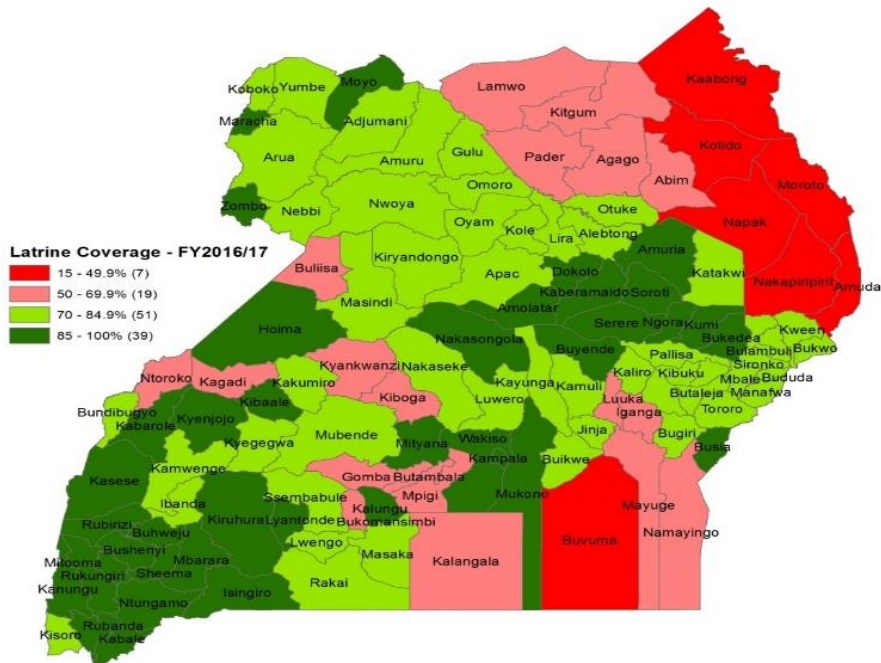 Kaabong
Moyo
Koboko
Yumbe
Lamwo
Kitgum
Maracha
Adjumani
Kotido
Arua
Amuru
Gulu
Pader
Agago
Abim
Moroto
Omoro
Zombo
Nebbi
Nwoya
Otuke
Napak
Oyam
Kole
Lira
Alebtong
Amuria
Latrine Coverage - FY2016/17
15 - 49.9% (7)
50 - 69.9% (19)
70 - 84.9% (51)
85 - 100% (39)
Buliisa
Kiryandongo
Apac
Dokolo
Katakwi
Nakapiripirit
Amuda
Masindi
Kaberamaido
Soroti
Amolatar
Hoima
Nakasongola
Serere
Ngora
Kumi
Bukedea
Kween
Bukwo
Buyende
Bulambuli
Pallisa
Sironko
Ntoroko
Kagadi
Kyankwanzi
Nakaseke
Kayunga
Kaliro
Kibuku
Mbale
Bududa
Kakumiro
Kiboga
Luwero
Kamuli
Butaleja
Manafwa
Bundibugyo
Kibaale
Luuka
Iganga
Tororo
Kabarole
Kyenjojo
Kyegegwa
Mubende
Mityana
Wakiso
Jinja
Bugiri
Busia
Kampala
Buikwe
Kamwenge
Kasese
Gomba
Butambala
Ibanda
Ssembabule
Mpigi
Mukono
Kalungu
Mayuge
Rubirizi
Kiruhura
Lyantonde
Bukomansimbi
Namayingo
Buhweju
Bushenyi
Lwengo
Masaka
Kalangala
Buvuma
Mitooma
Mbarara
Rukungiri
Sheema
Kanungu
Isingiro
Rakai
Ntungamo
Kisoro
Rubanda
Kabale